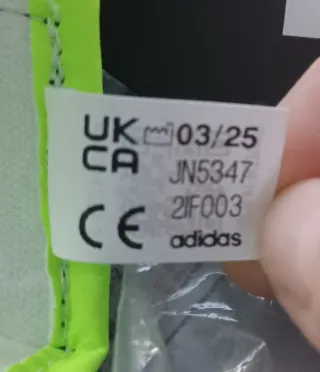 UK
CA
03/25
JN5347
2IF003
CE
adidas